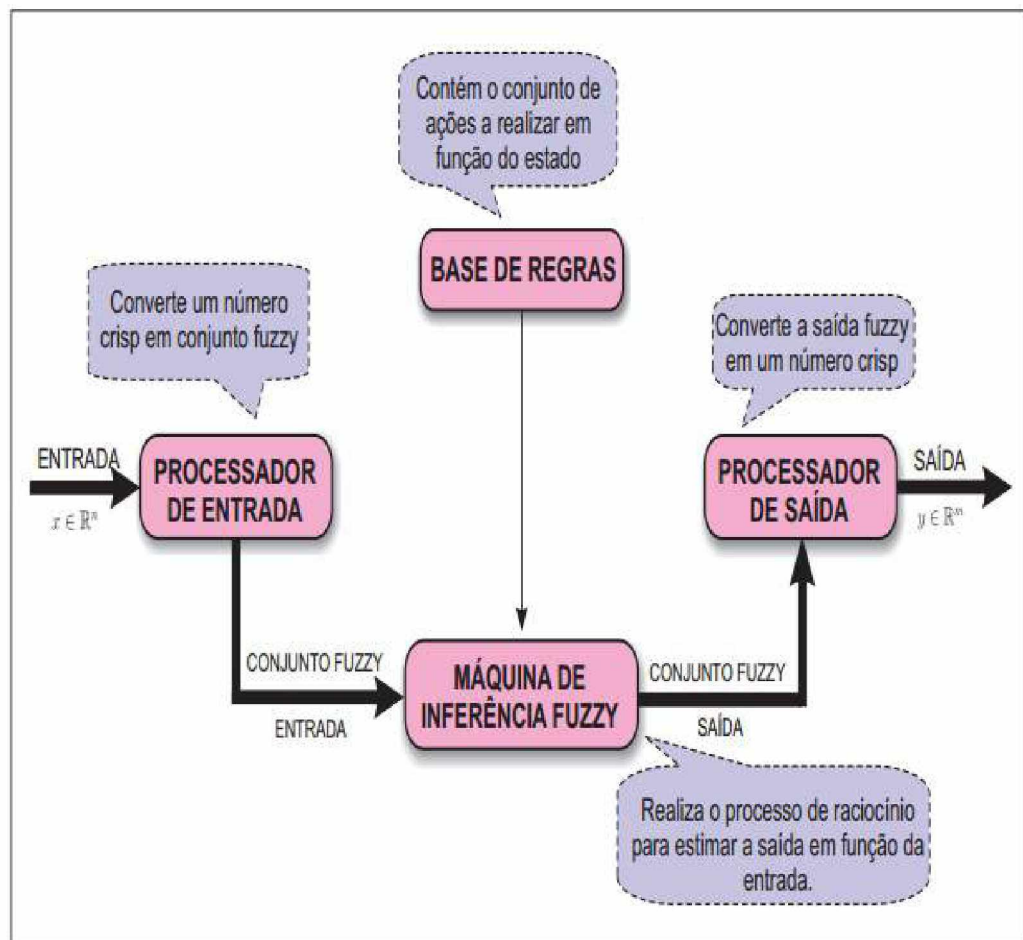 Contém o conjunto de
ações a realizar em
função do estado
BASE DE REGRAS
Converte um número
crisp em conjunto fuzzy
Converte a saída fuzzy
em um número crisp
ENTRADA
x ∈ ℝⁿ
PROCESSADOR
DE ENTRADA
PROCESSADOR
DE SAÍDA
SAÍDA
y ∈ ℝᵐ
CONJUNTO FUZZY
ENTRADA
MÁQUINA DE
INFERÊNCIA FUZZY
CONJUNTO FUZZY
SAÍDA
Realiza o processo de raciocínio
para estimar a saída em função da
entrada.